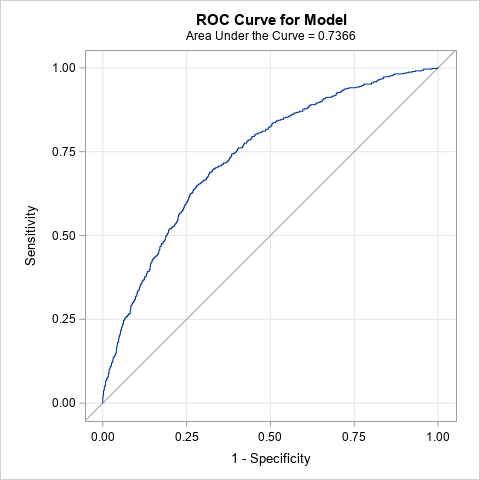 ROC Curve for Model
Area Under the Curve = 0.7366
1.00
0.75
0.50
0.25
0.00
Sensitivity
0.00 0.25 0.50 0.75 1.00
1 - Specificity